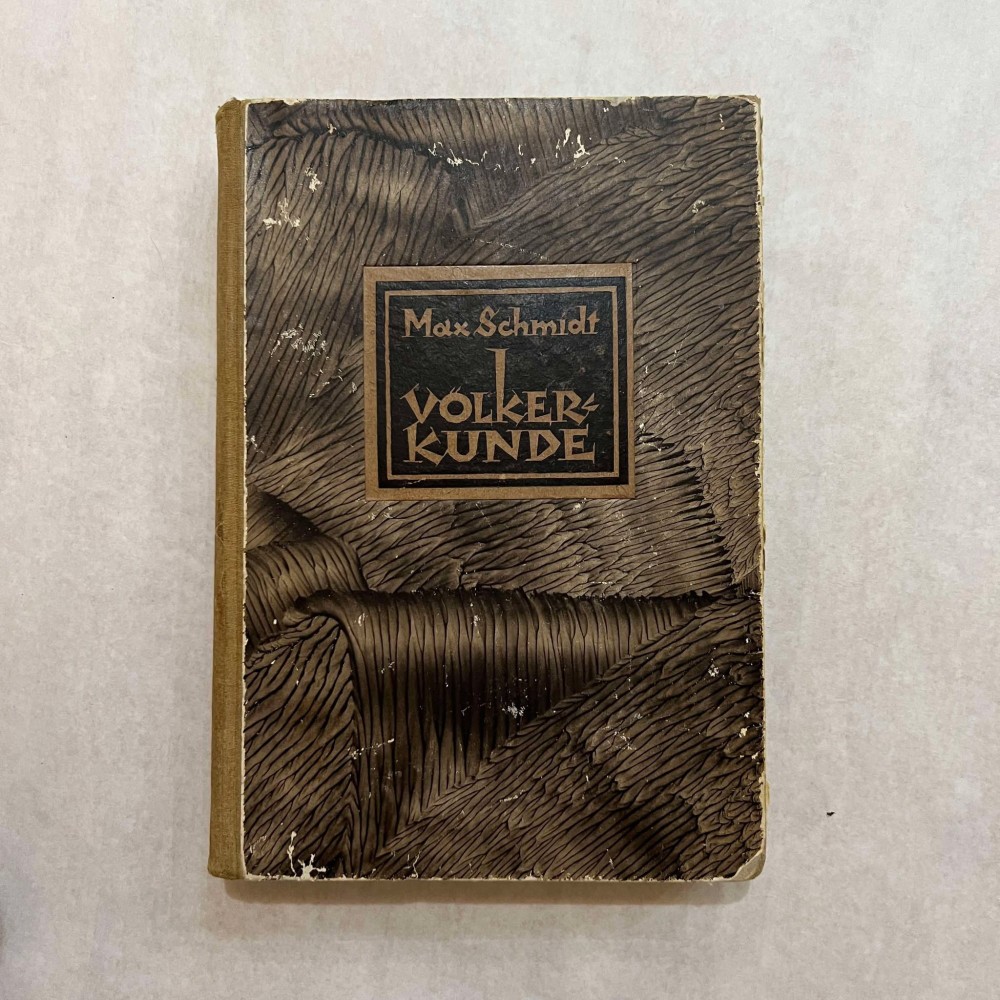 Max Schmidt
VÖLKER-
KUNDE